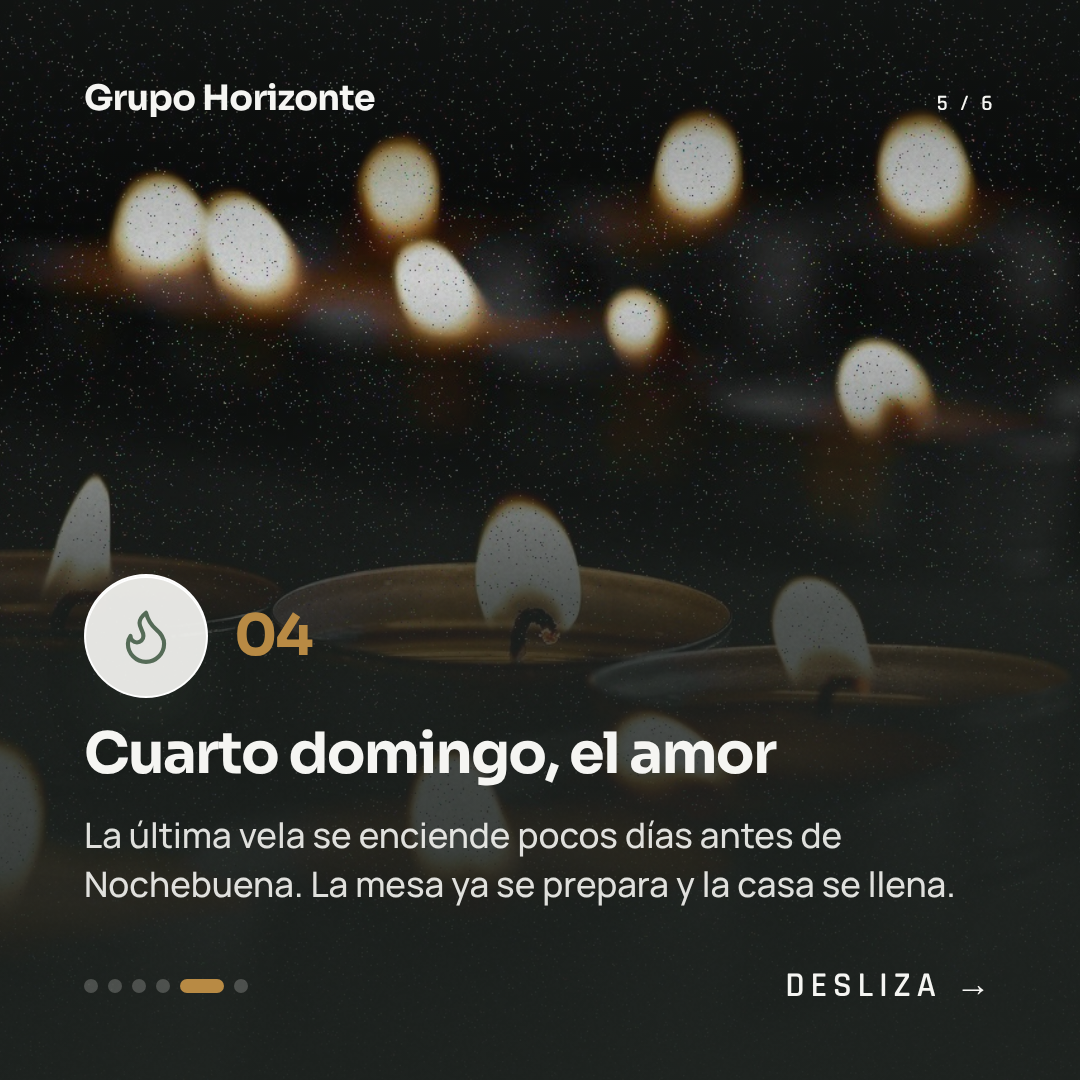 Grupo Horizonte
5 / 6
04
Cuarto domingo, el amor
La última vela se enciende pocos días antes de
Nochebuena. La mesa ya se prepara y la casa se llena.
DESLIZA →